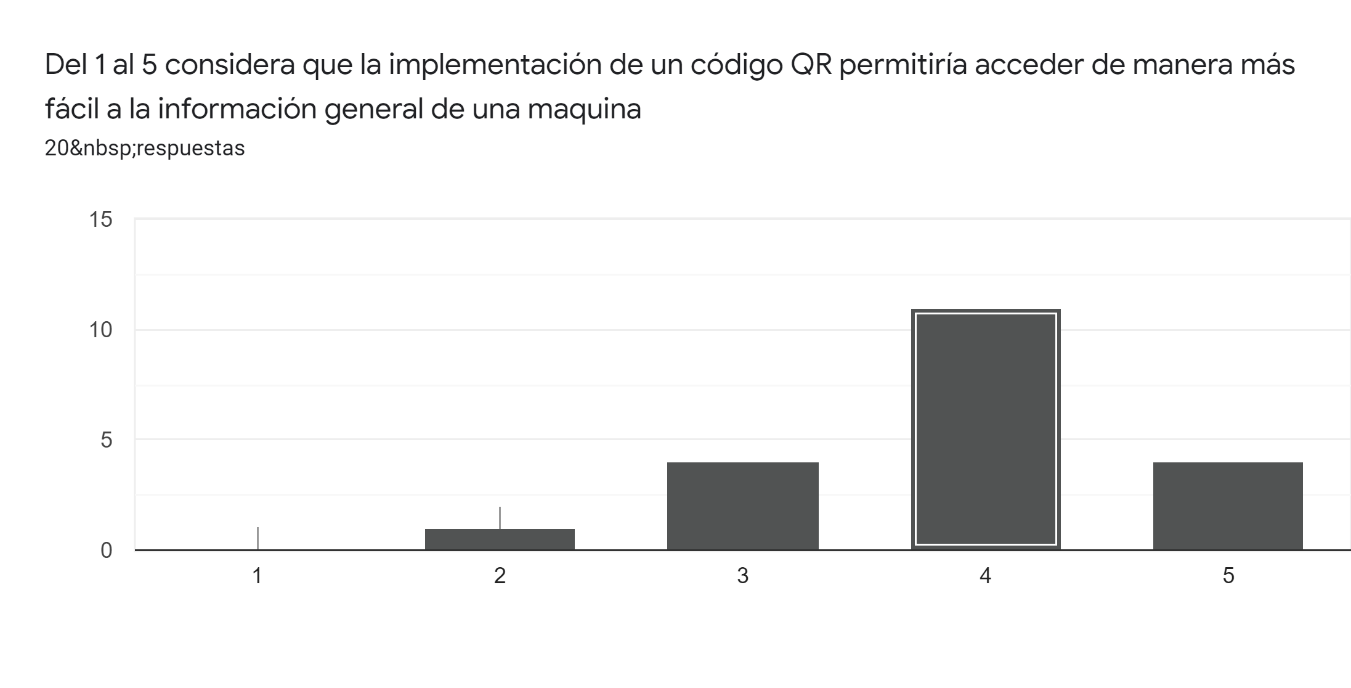 Del 1 al 5 considera que la implementación de un código QR permitiría acceder de manera más
fácil a la información general de una maquina
20&nbsp;respuestas
15
10
5
0
1 2 3 4 5